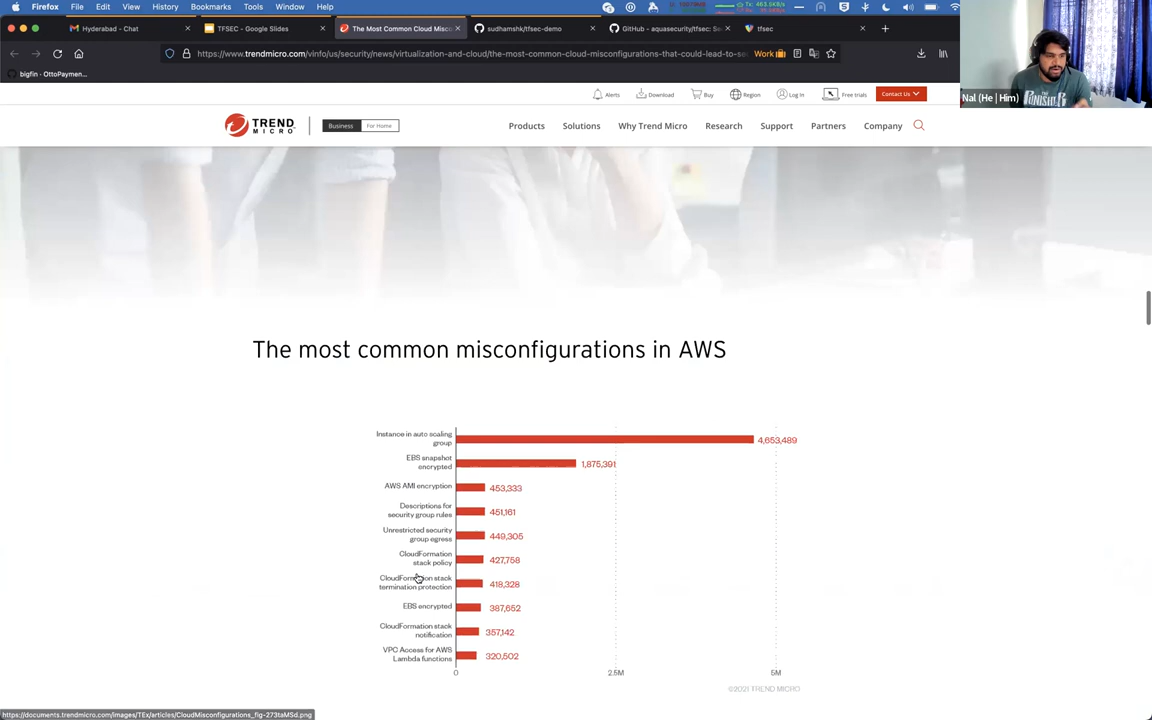 Firefox File Edit View History Bookmarks Tools Window Help
Hyderabad - Chat
TFSEC - Google Slides
The Most Common Cloud Misco
sudhamshk/tfsec-demo
GitHub - aquasecurity/tfsec: Se
tfsec
https://www.trendmicro.com/vinfo/us/security/news/virtualization-and-cloud/the-most-common-cloud-misconfigurations-that-could-lead-to-se
Work
bigfin - OttoPaymen...
Nal (He | Him)
Alerts Download Buy Region Log In Free trials Contact Us
TREND MICRO
Business For Home
Products Solutions Why Trend Micro Research Support Partners Company
The most common misconfigurations in AWS
Instance in auto scaling
group
4,653,489
EBS snapshot
encrypted
1,875,391
AWS AMI encryption
453,333
Descriptions for
security group rules
451,161
Unrestricted security
group egress
449,305
CloudFormation
stack policy
427,758
CloudFormation stack
termination protection
418,328
EBS encrypted
387,652
CloudFormation stack
notification
357,142
VPC Access for AWS
Lambda functions
320,502
0 2.5M 5M
©2021 TREND MICRO
https://documents.trendmicro.com/images/TEx/articles/CloudMisconfigurations_fig-273taMSd.png